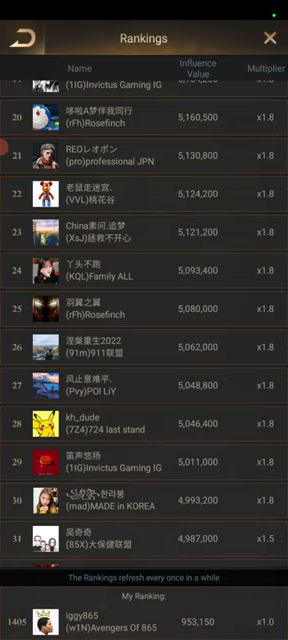 Rankings
Name
Influence
Value
Multiplier
(1IG)Invictus Gaming IG
20
哆啦A梦伴我同行
(rFh)Rosefinch
5,160,500
x1.8
21
REOレオポン
(pro)professional JPN
5,130,800
x1.8
22
老鼠走迷宫.
(VVL)桃花谷
5,124,200
x1.8
23
China素问.追梦
(XsJ)拯救不开心
5,121,200
x1.8
24
丫头不跑
(KQL)Family ALL
5,093,400
x1.8
25
羽翼之翼
(rFh)Rosefinch
5,080,000
x1.8
26
涅槃重生2022
(91m)911联盟
5,062,000
x1.8
27
风止意难平.
(Pvy)POl LiY
5,048,800
x1.8
28
kh_dude
(7Z4)724 last stand
5,046,400
x1.8
29
笛声悠扬
(1IG)Invictus Gaming IG
5,011,000
x1.8
30
한라봉
(mad)MADE in KOREA
4,993,200
x1.8
31
吴奇奇
(85X)大保健联盟
4,987,000
x1.5
The Rankings refresh every once in a while
My Ranking:
1405
iggy865
(w1N)Avengers Of 865
953,150
x1.0